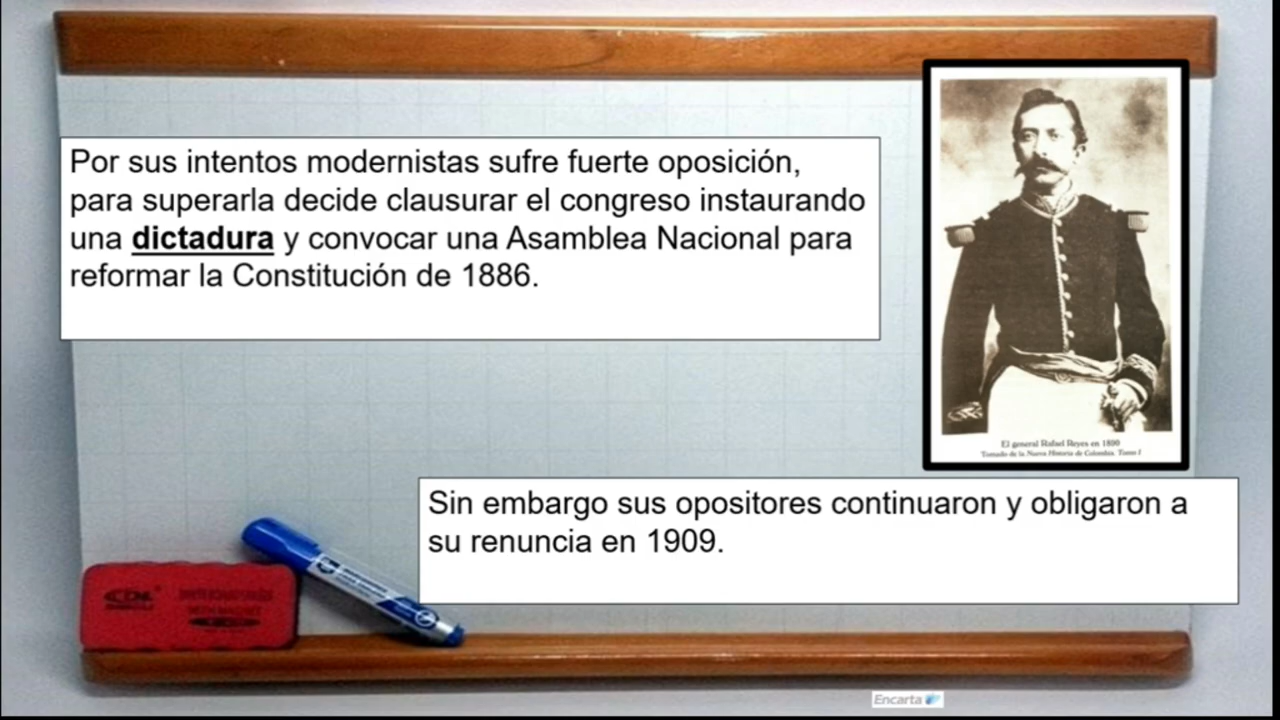 Por sus intentos modernistas sufre fuerte oposición,
para superarla decide clausurar el congreso instaurando
una dictadura y convocar una Asamblea Nacional para
reformar la Constitución de 1886.
El general Rafael Reyes en 1890
Tomado de la Nueva Historia de Colombia. Tomo I
Sin embargo sus opositores continuaron y obligaron a
su renuncia en 1909.
Encarta